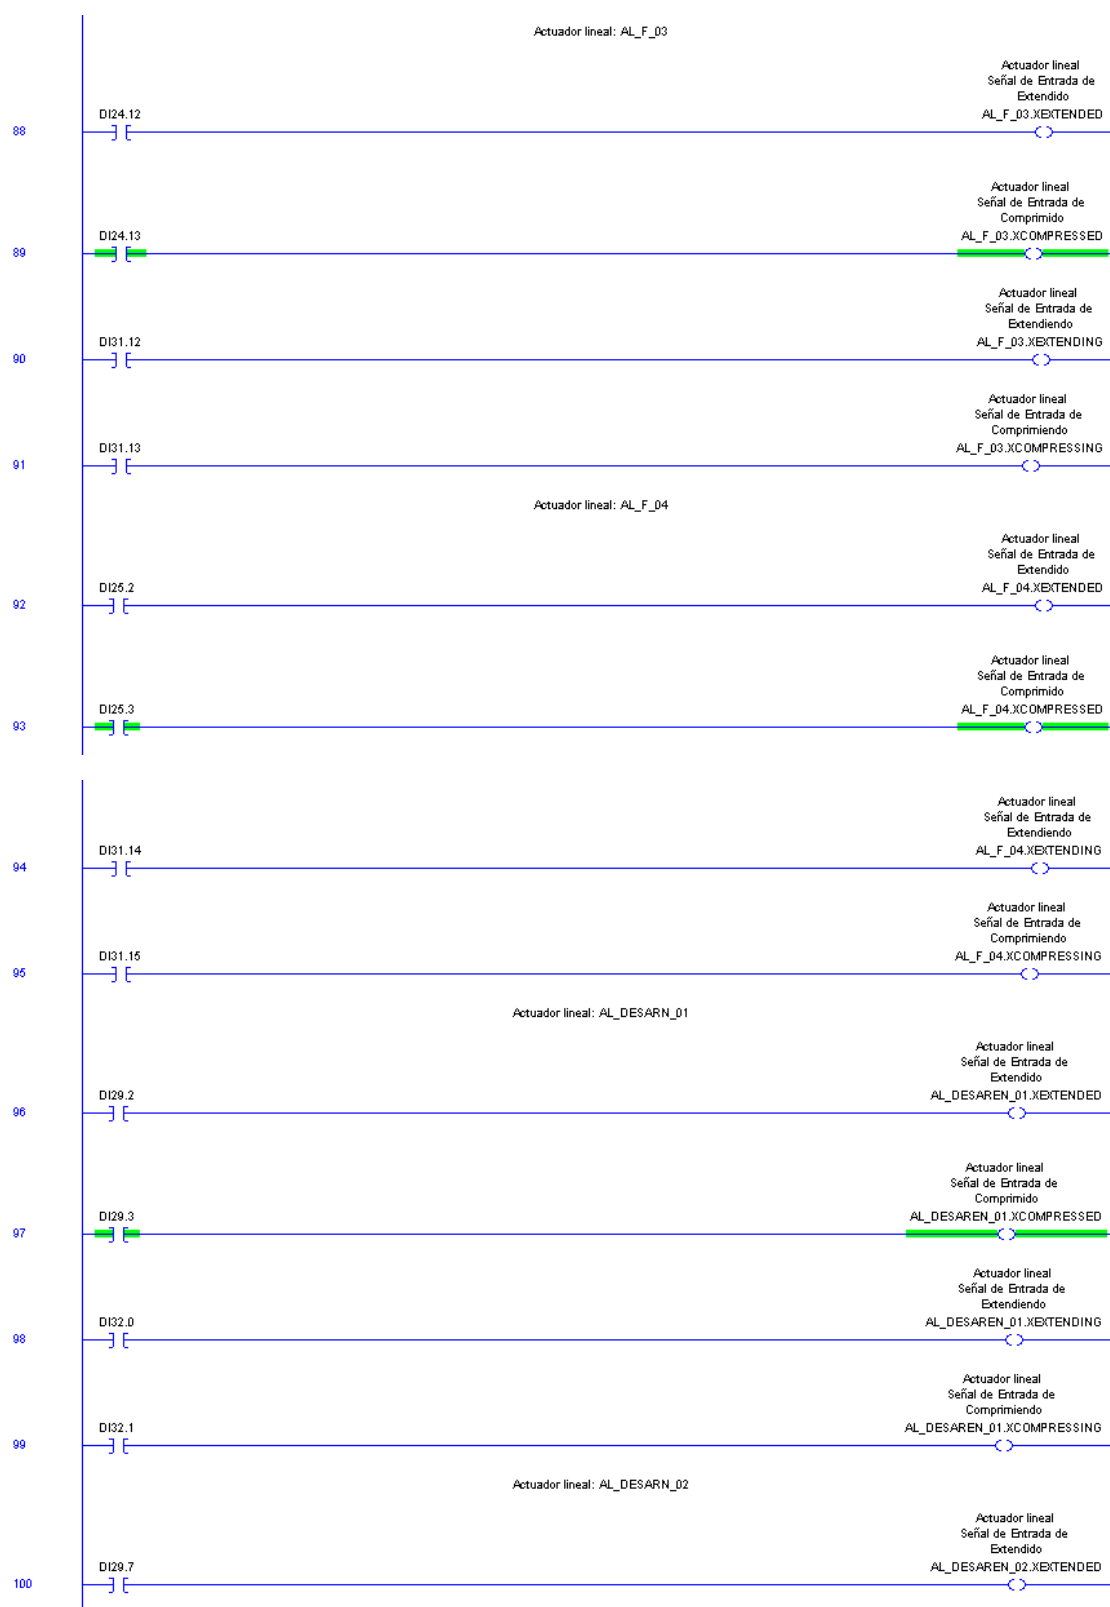 Actuador lineal: AL_F_03
Actuador lineal
Señal de Entrada de
Extendido
DI24.12
AL_F_03.XEXTENDED
88
Actuador lineal
Señal de Entrada de
Comprimido
DI24.13
AL_F_03.XCOMPRESSED
89
Actuador lineal
Señal de Entrada de
Extendiendo
DI31.12
AL_F_03.XEXTENDING
90
Actuador lineal
Señal de Entrada de
Comprimiendo
DI31.13
AL_F_03.XCOMPRESSING
91
Actuador lineal: AL_F_04
Actuador lineal
Señal de Entrada de
Extendido
DI25.2
AL_F_04.XEXTENDED
92
Actuador lineal
Señal de Entrada de
Comprimido
DI25.3
AL_F_04.XCOMPRESSED
93
Actuador lineal
Señal de Entrada de
Extendiendo
DI31.14
AL_F_04.XEXTENDING
94
Actuador lineal
Señal de Entrada de
Comprimiendo
DI31.15
AL_F_04.XCOMPRESSING
95
Actuador lineal: AL_DESARN_01
Actuador lineal
Señal de Entrada de
Extendido
DI29.2
AL_DESAREN_01.XEXTENDED
96
Actuador lineal
Señal de Entrada de
Comprimido
DI29.3
AL_DESAREN_01.XCOMPRESSED
97
Actuador lineal
Señal de Entrada de
Extendiendo
DI32.0
AL_DESAREN_01.XEXTENDING
98
Actuador lineal
Señal de Entrada de
Comprimiendo
DI32.1
AL_DESAREN_01.XCOMPRESSING
99
Actuador lineal: AL_DESARN_02
Actuador lineal
Señal de Entrada de
Extendido
DI29.7
AL_DESAREN_02.XEXTENDED
100